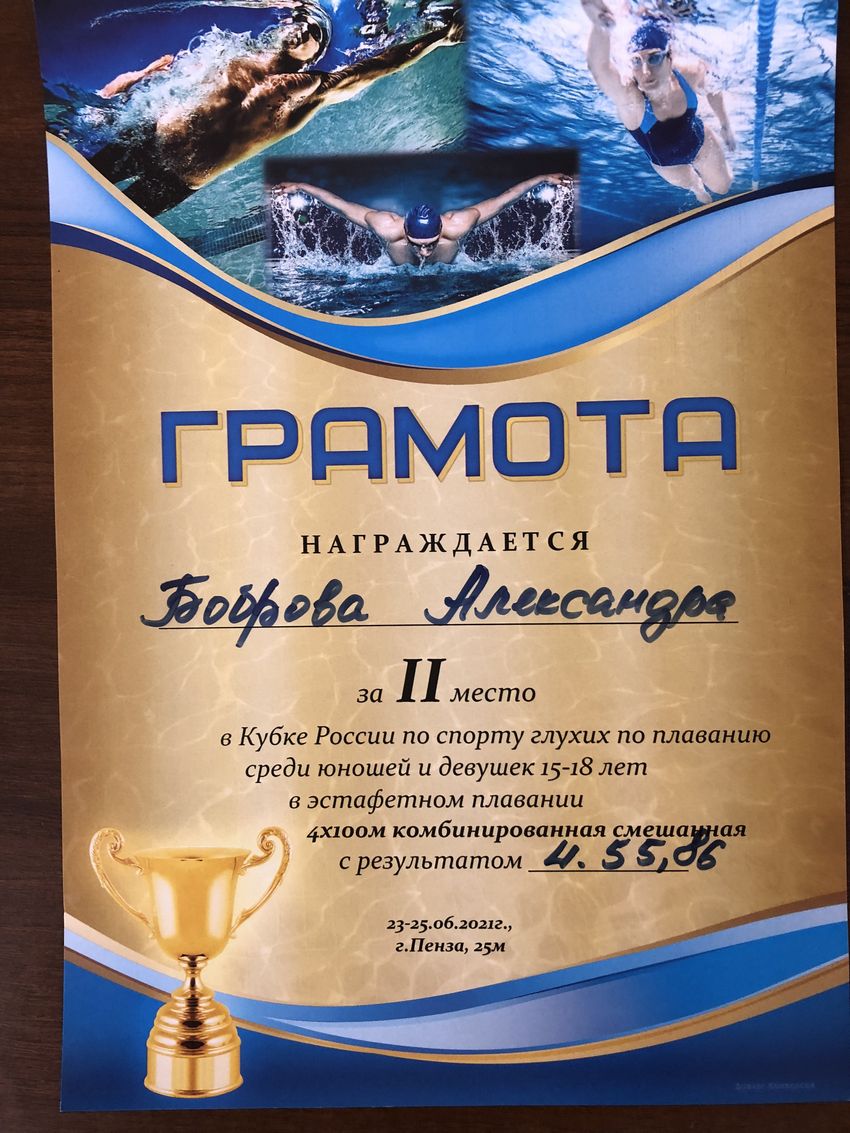 ГРАМОТА
НАГРАЖДАЕТСЯ
Боброва Александра
за II место
в Кубке России по спорту глухих по плаванию
среди юношей и девушек 15-18 лет
в эстафетном плавании
4х100м комбинированная смешанная
с результатом 4.55,86
23-25.06.2021г.,
г.Пенза, 25м